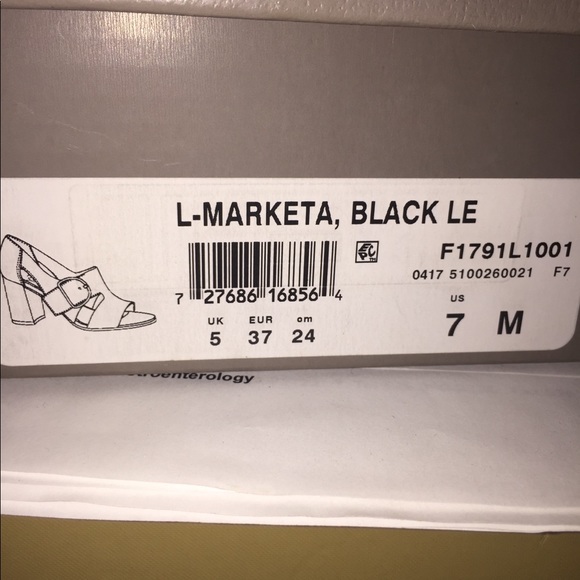 L-MARKETA, BLACK LE
F1791L1001
0417 5100260021 F7
7 27686 16856 4
UK EUR cm
5 37 24
US
7 M